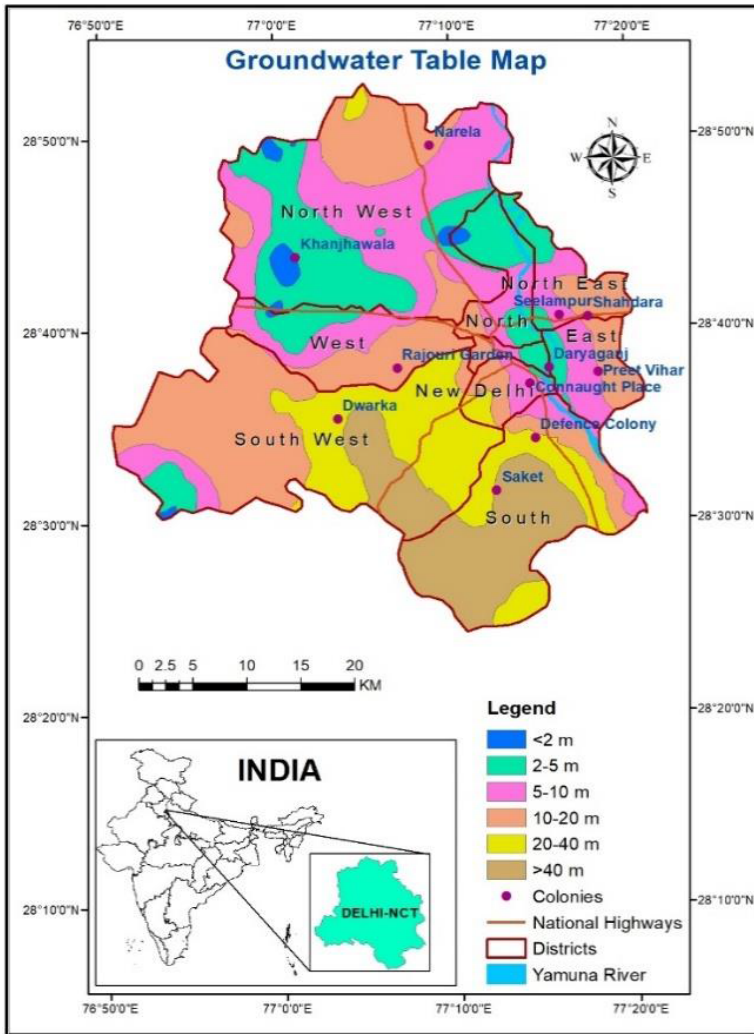 76°50'0"E 77°0'0"E 77°10'0"E 77°20'0"E
Groundwater Table Map
28°50'0"N
28°50'0"N
N
W E
S
Narela
North West
Khanjhawala
North East
Seelampur Shahdara
28°40'0"N
28°40'0"N
North
East
West
Rajouri Garden
Daryaganj
Preet Vihar
New Delhi
Connaught Place
Dwarka
Defence Colony
South West
Saket
28°30'0"N
28°30'0"N
South
0 2.5 5 10 15 20
KM
28°20'0"N
28°20'0"N
Legend
<2 m
2-5 m
5-10 m
10-20 m
20-40 m
>40 m
Colonies
National Highways
Districts
Yamuna River
INDIA
DELHI-NCT
28°10'0"N
28°10'0"N
76°50'0"E 77°0'0"E 77°10'0"E 77°20'0"E